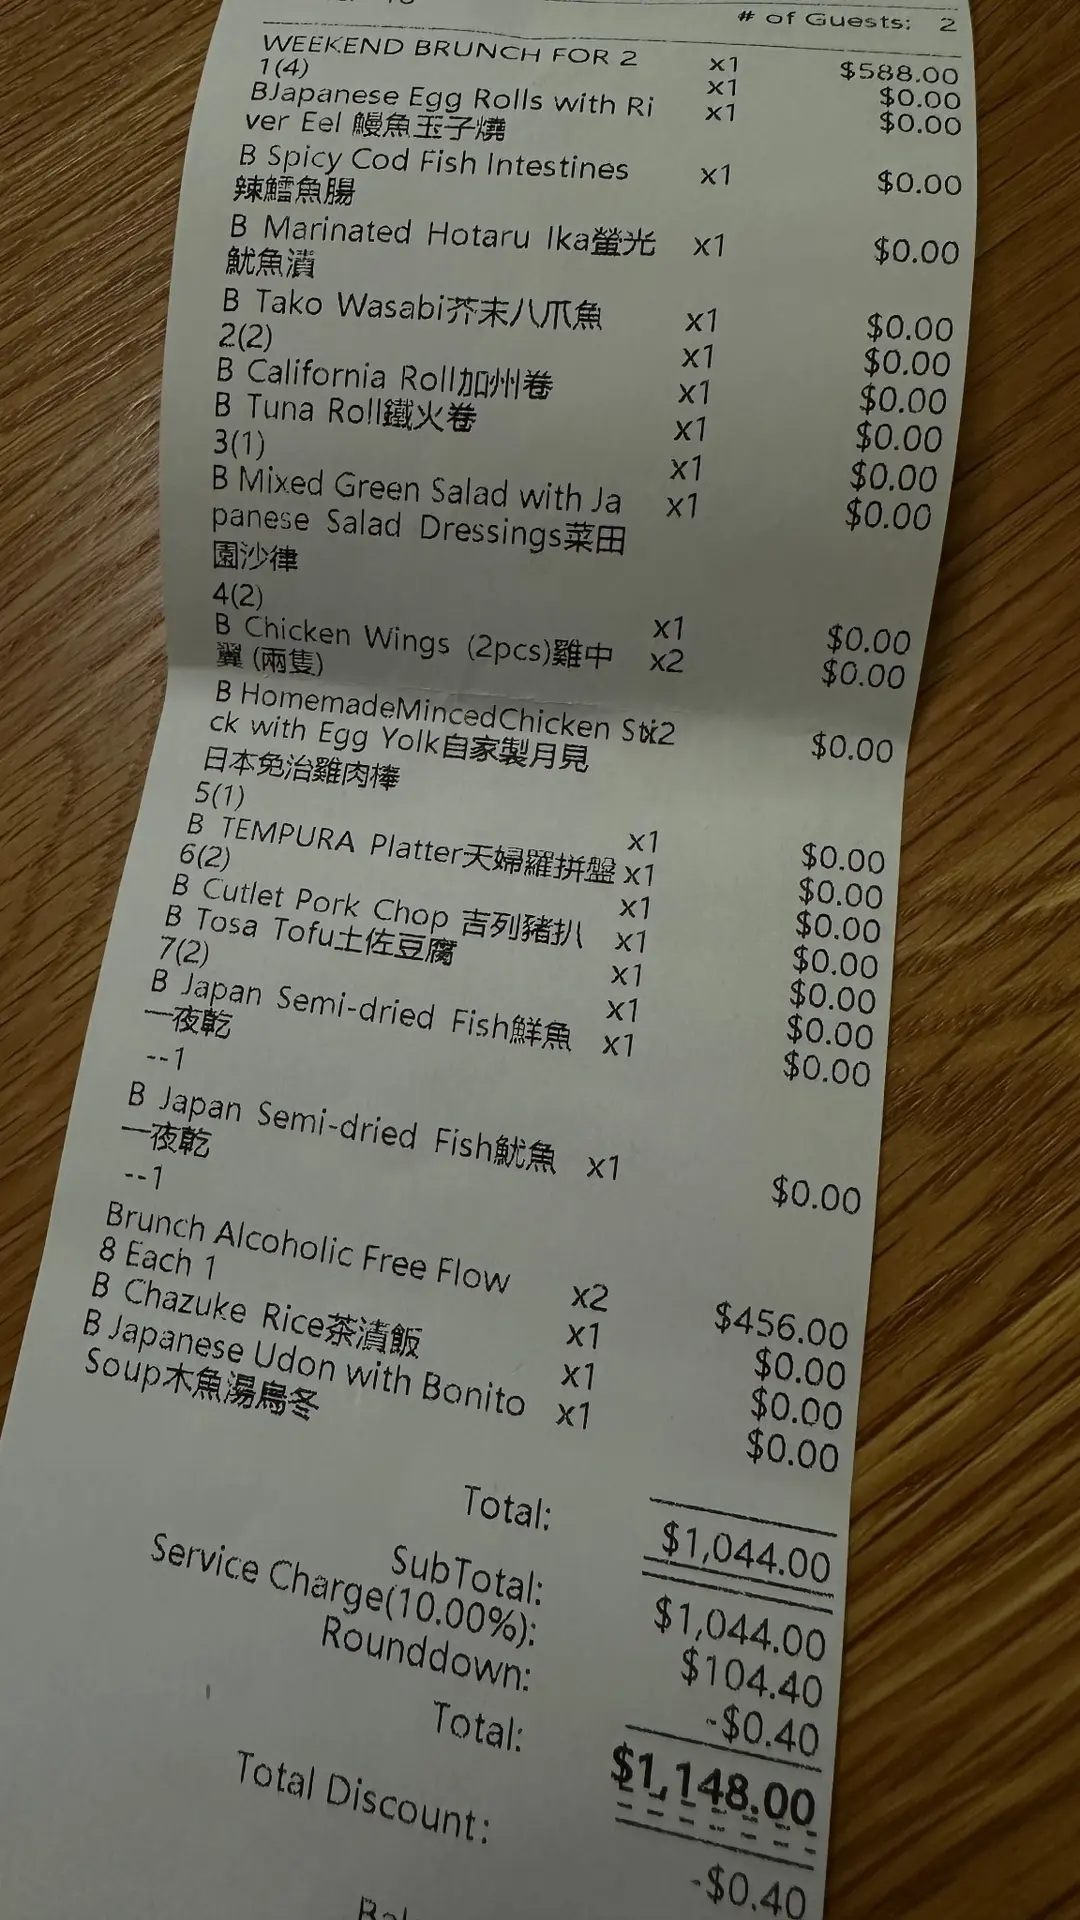 # of Guests: 2
WEEKEND BRUNCH FOR 2 x1 $588.00
1(4) x1 $0.00
BJapanese Egg Rolls with Ri x1 $0.00
ver Eel 鰻魚玉子燒
B Spicy Cod Fish Intestines x1 $0.00
辣鱈魚腸
B Marinated Hotaru Ika螢光 x1 $0.00
魷魚漬
B Tako Wasabi芥末八爪魚 x1 $0.00
2(2) x1 $0.00
B California Roll加州卷 x1 $0.00
B Tuna Roll鐵火卷 x1 $0.00
3(1) x1 $0.00
B Mixed Green Salad with Ja x1 $0.00
panese Salad Dressings菜田
園沙律
4(2) x1 $0.00
B Chicken Wings (2pcs)雞中 x2 $0.00
翼 (兩隻)
B HomemadeMincedChicken Sti x2 $0.00
ck with Egg Yolk自家製月見
日本免治雞肉棒
5(1) x1 $0.00
B TEMPURA Platter天婦羅拼盤 x1 $0.00
6(2) x1 $0.00
B Cutlet Pork Chop 吉列豬扒 x1 $0.00
B Tosa Tofu土佐豆腐 x1 $0.00
7(2) x1 $0.00
B Japan Semi-dried Fish鮮魚 x1 $0.00
一夜乾
--1
B Japan Semi-dried Fish魷魚 x1 $0.00
一夜乾
--1
Brunch Alcoholic Free Flow x2 $456.00
8 Each 1 x1 $0.00
B Chazuke Rice茶漬飯 x1 $0.00
B Japanese Udon with Bonito x1 $0.00
Soup木魚湯烏冬
Total: $1,044.00
SubTotal: $1,044.00
Service Charge(10.00%): $104.40
Rounddown: -$0.40
Total: $1,148.00
Total Discount: -$0.40